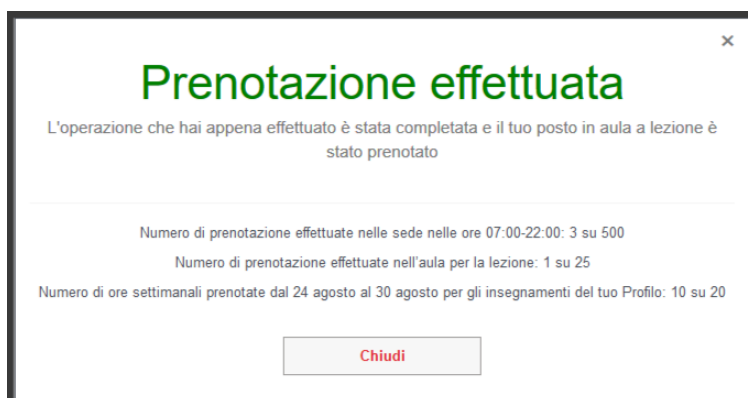 ×
Prenotazione effettuata
L'operazione che hai appena effettuato è stata completata e il tuo posto in aula a lezione è
stato prenotato
Numero di prenotazione effettuate nelle sede nelle ore 07:00-22:00: 3 su 500
Numero di prenotazione effettuate nell'aula per la lezione: 1 su 25
Numero di ore settimanali prenotate dal 24 agosto al 30 agosto per gli insegnamenti del tuo Profilo: 10 su 20
Chiudi